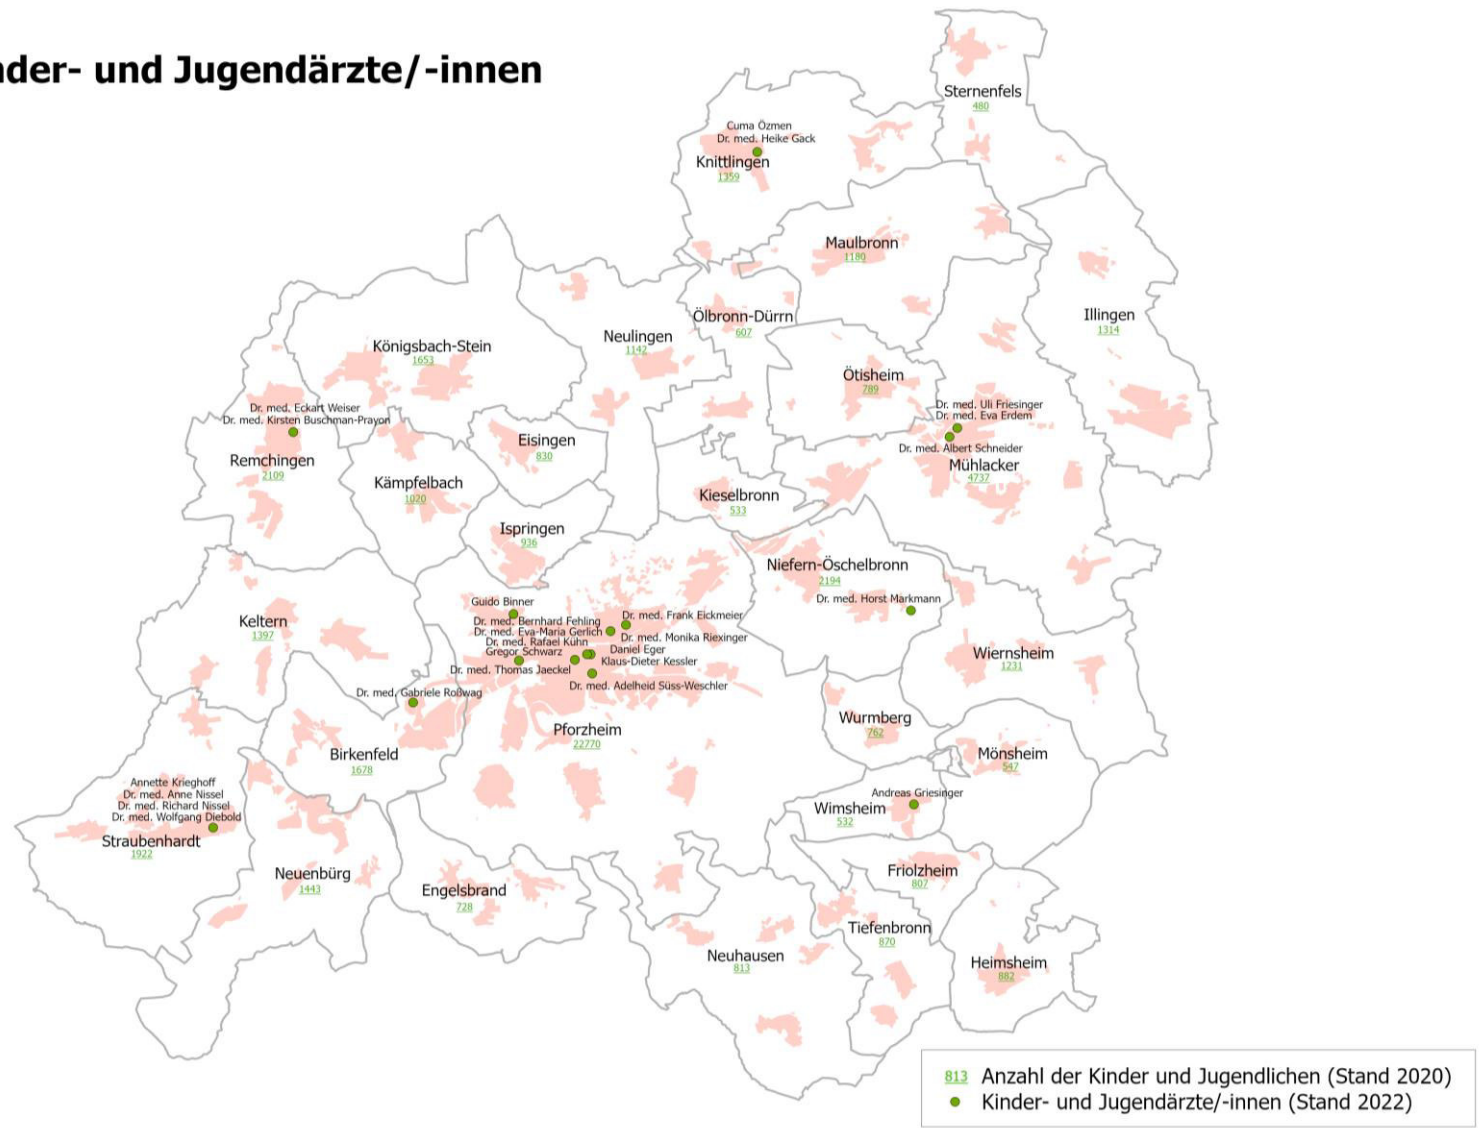 nder- und Jugendärzte/-innen
Sternenfels
480
Cuma Özmen
Dr. med. Heike Gack
Knittlingen
1359
Maulbronn
1180
Illingen
1314
Ölbronn-Dürrn
607
Neulingen
1142
Königsbach-Stein
1653
Ötisheim
789
Dr. med. Uli Friesinger
Dr. med. Eva Erdem
Dr. med. Albert Schneider
Mühlacker
4737
Dr. med. Eckart Weiser
Dr. med. Kirsten Buschman-Prayon
Remchingen
2109
Eisingen
830
Kämpfelbach
1020
Kieselbronn
533
Ispringen
936
Niefern-Öschelbronn
2194
Dr. med. Horst Markmann
Keltern
1397
Guido Binner
Dr. med. Bernhard Fehling
Dr. med. Eva-Maria Gerlich
Dr. med. Rafael Kühn
Gregor Schwarz
Dr. med. Thomas Jaeckel
Dr. med. Frank Eickmeier
Dr. med. Monika Riexinger
Daniel Eger
Klaus-Dieter Kessler
Dr. med. Adelheid Süss-Weschler
Pforzheim
22770
Wiernsheim
1231
Dr. med. Gabriele Roßwag
Birkenfeld
1678
Wurmberg
762
Mönsheim
547
Andreas Griesinger
Wimsheim
532
Annette Krieghoff
Dr. med. Anne Nissel
Dr. med. Richard Nissel
Dr. med. Wolfgang Diebold
Straubenhardt
1922
Neuenbürg
1443
Engelsbrand
728
Friolzheim
807
Tiefenbronn
870
Neuhausen
813
Heimsheim
882
813 Anzahl der Kinder und Jugendlichen (Stand 2020)
Kinder- und Jugendärzte/-innen (Stand 2022)